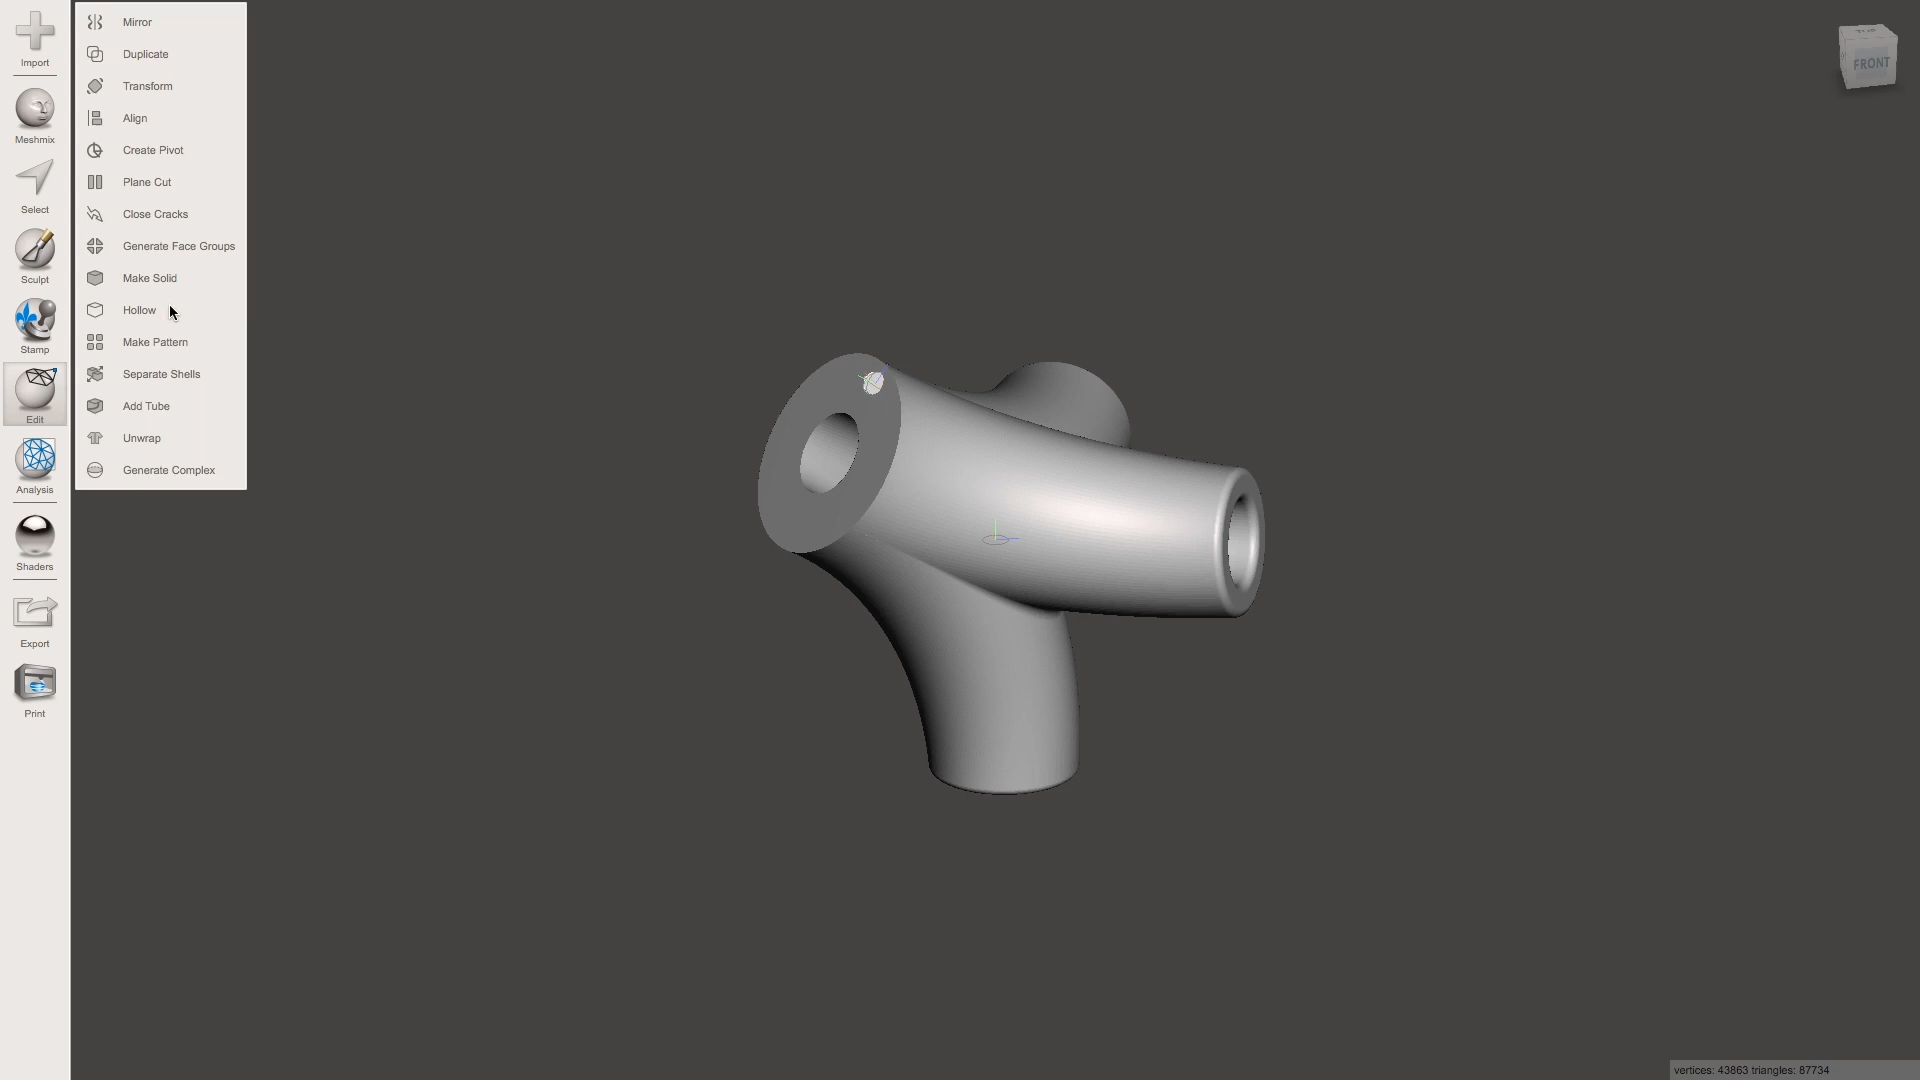 Import
Meshmix
Select
Sculpt
Stamp
Edit
Analysis
Shaders
Export
Print
Mirror
Duplicate
Transform
Align
Create Pivot
Plane Cut
Close Cracks
Generate Face Groups
Make Solid
Hollow
Make Pattern
Separate Shells
Add Tube
Unwrap
Generate Complex
TOP
FRONT
vertices: 43863 triangles: 87734